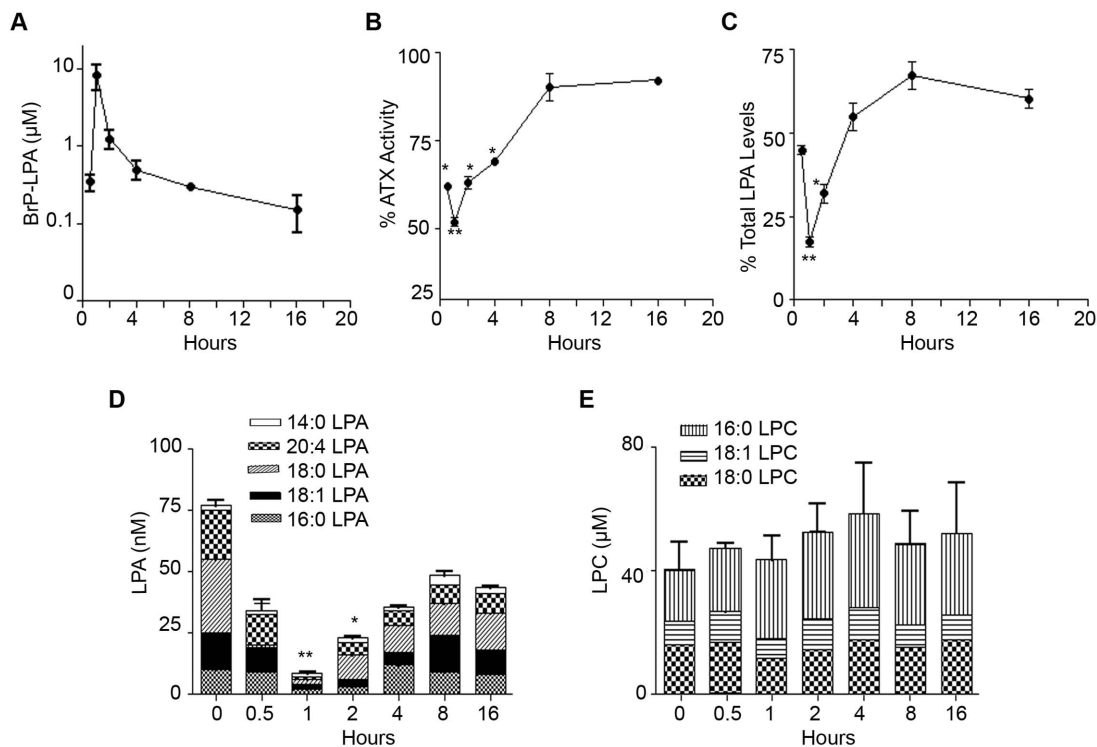 A
BrP-LPA (µM)
10
1
0.1
0
0 4 8 12 16 20
Hours
B
% ATX Activity
100
75
50
25
* * * **
0 4 8 12 16 20
Hours
C
% Total LPA Levels
75
50
25
0
* **
0 4 8 12 16 20
Hours
D
14:0 LPA
20:4 LPA
18:0 LPA
18:1 LPA
16:0 LPA
LPA (nM)
100
75
50
25
0
** *
0 0.5 1 2 4 8 16
Hours
E
16:0 LPC
18:1 LPC
18:0 LPC
LPC (µM)
80
40
0
0 0.5 1 2 4 8 16
Hours